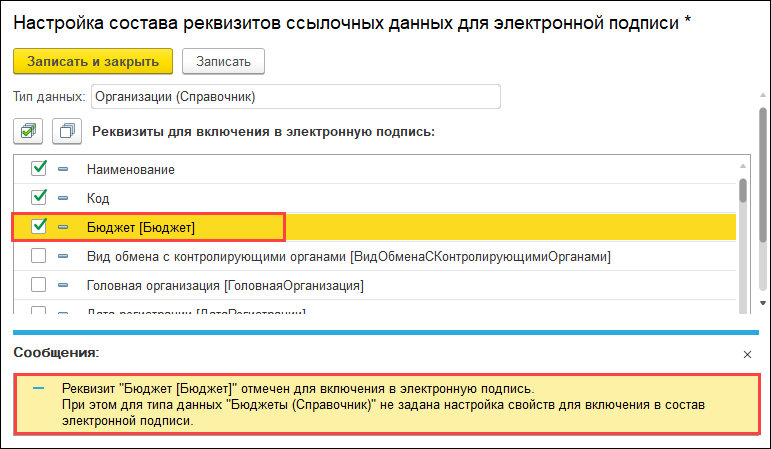 Настройка состава реквизитов ссылочных данных для электронной подписи *
Записать и закрыть
Записать
Тип данных: Организации (Справочник)
Реквизиты для включения в электронную подпись:
Наименование
Код
Бюджет [Бюджет]
Вид обмена с контролирующими органами [ВидОбменаСКонтролирующимиОрганами]
Головная организация [ГоловнаяОрганизация]
Дата регистрации [ДатаРегистрации]
Сообщения:
Реквизит "Бюджет [Бюджет]" отмечен для включения в электронную подпись.
При этом для типа данных "Бюджеты (Справочник)" не задана настройка свойств для включения в состав
электронной подписи.